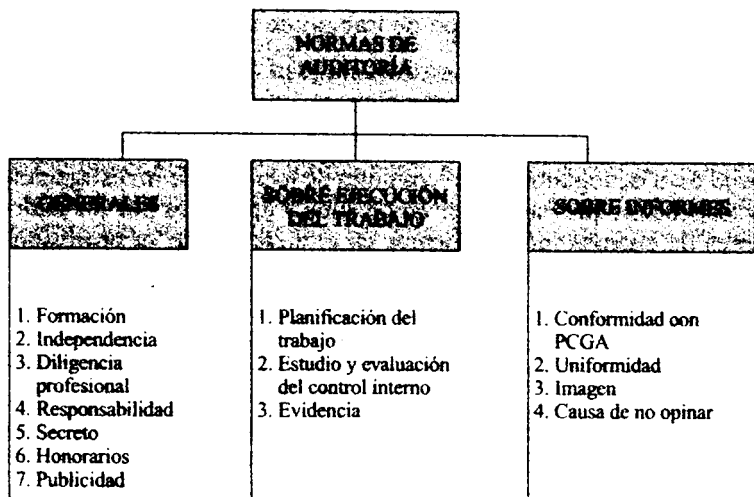 NORMAS DE
AUDITORÍA
GENERALES
1. Formación
2. Independencia
3. Diligencia
profesional
4. Responsabilidad
5. Secreto
6. Honorarios
7. Publicidad
SOBRE EJECUCIÓN
DEL TRABAJO
1. Planificación del
trabajo
2. Estudio y evaluación
del control interno
3. Evidencia
SOBRE INFORMES
1. Conformidad con
PCGA
2. Uniformidad
3. Imagen
4. Causa de no opinar